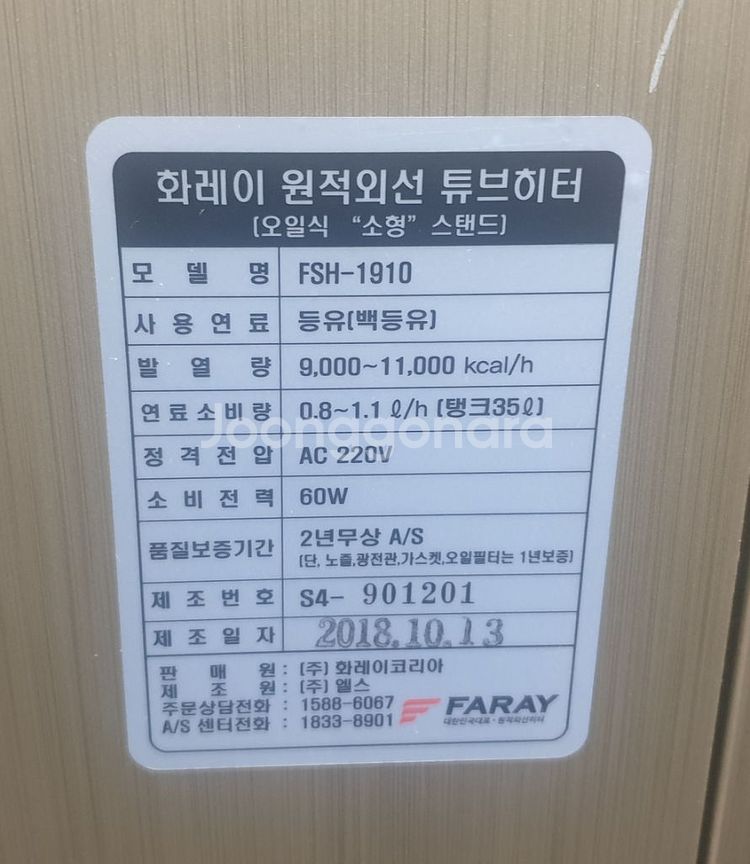 화레이 원적외선 튜브히터
(오일식 “소형” 스탠드)
모 델 명 FSH-1910
사 용 연 료 등유(백등유)
발 열 량 9,000~11,000 kcal/h
연료소비량 0.8~1.1 ℓ/h (탱크35ℓ)
Joonggonara
정 격 전 압 AC 220V
소 비 전 력 60W
품질보증기간 2년무상 A/S
(단, 노즐,광전관,가스켓,오일필터는 1년보증)
제 조 번 호 S4- 901201
제 조 일 자 2018.10.13
판 매 원 : (주) 화레이코리아
제 조 원 : (주) 엘스
주문상담전화 : 1588-6067
A/S 센터전화 : 1833-8901
FARAY
대한민국대표·원적외선히터